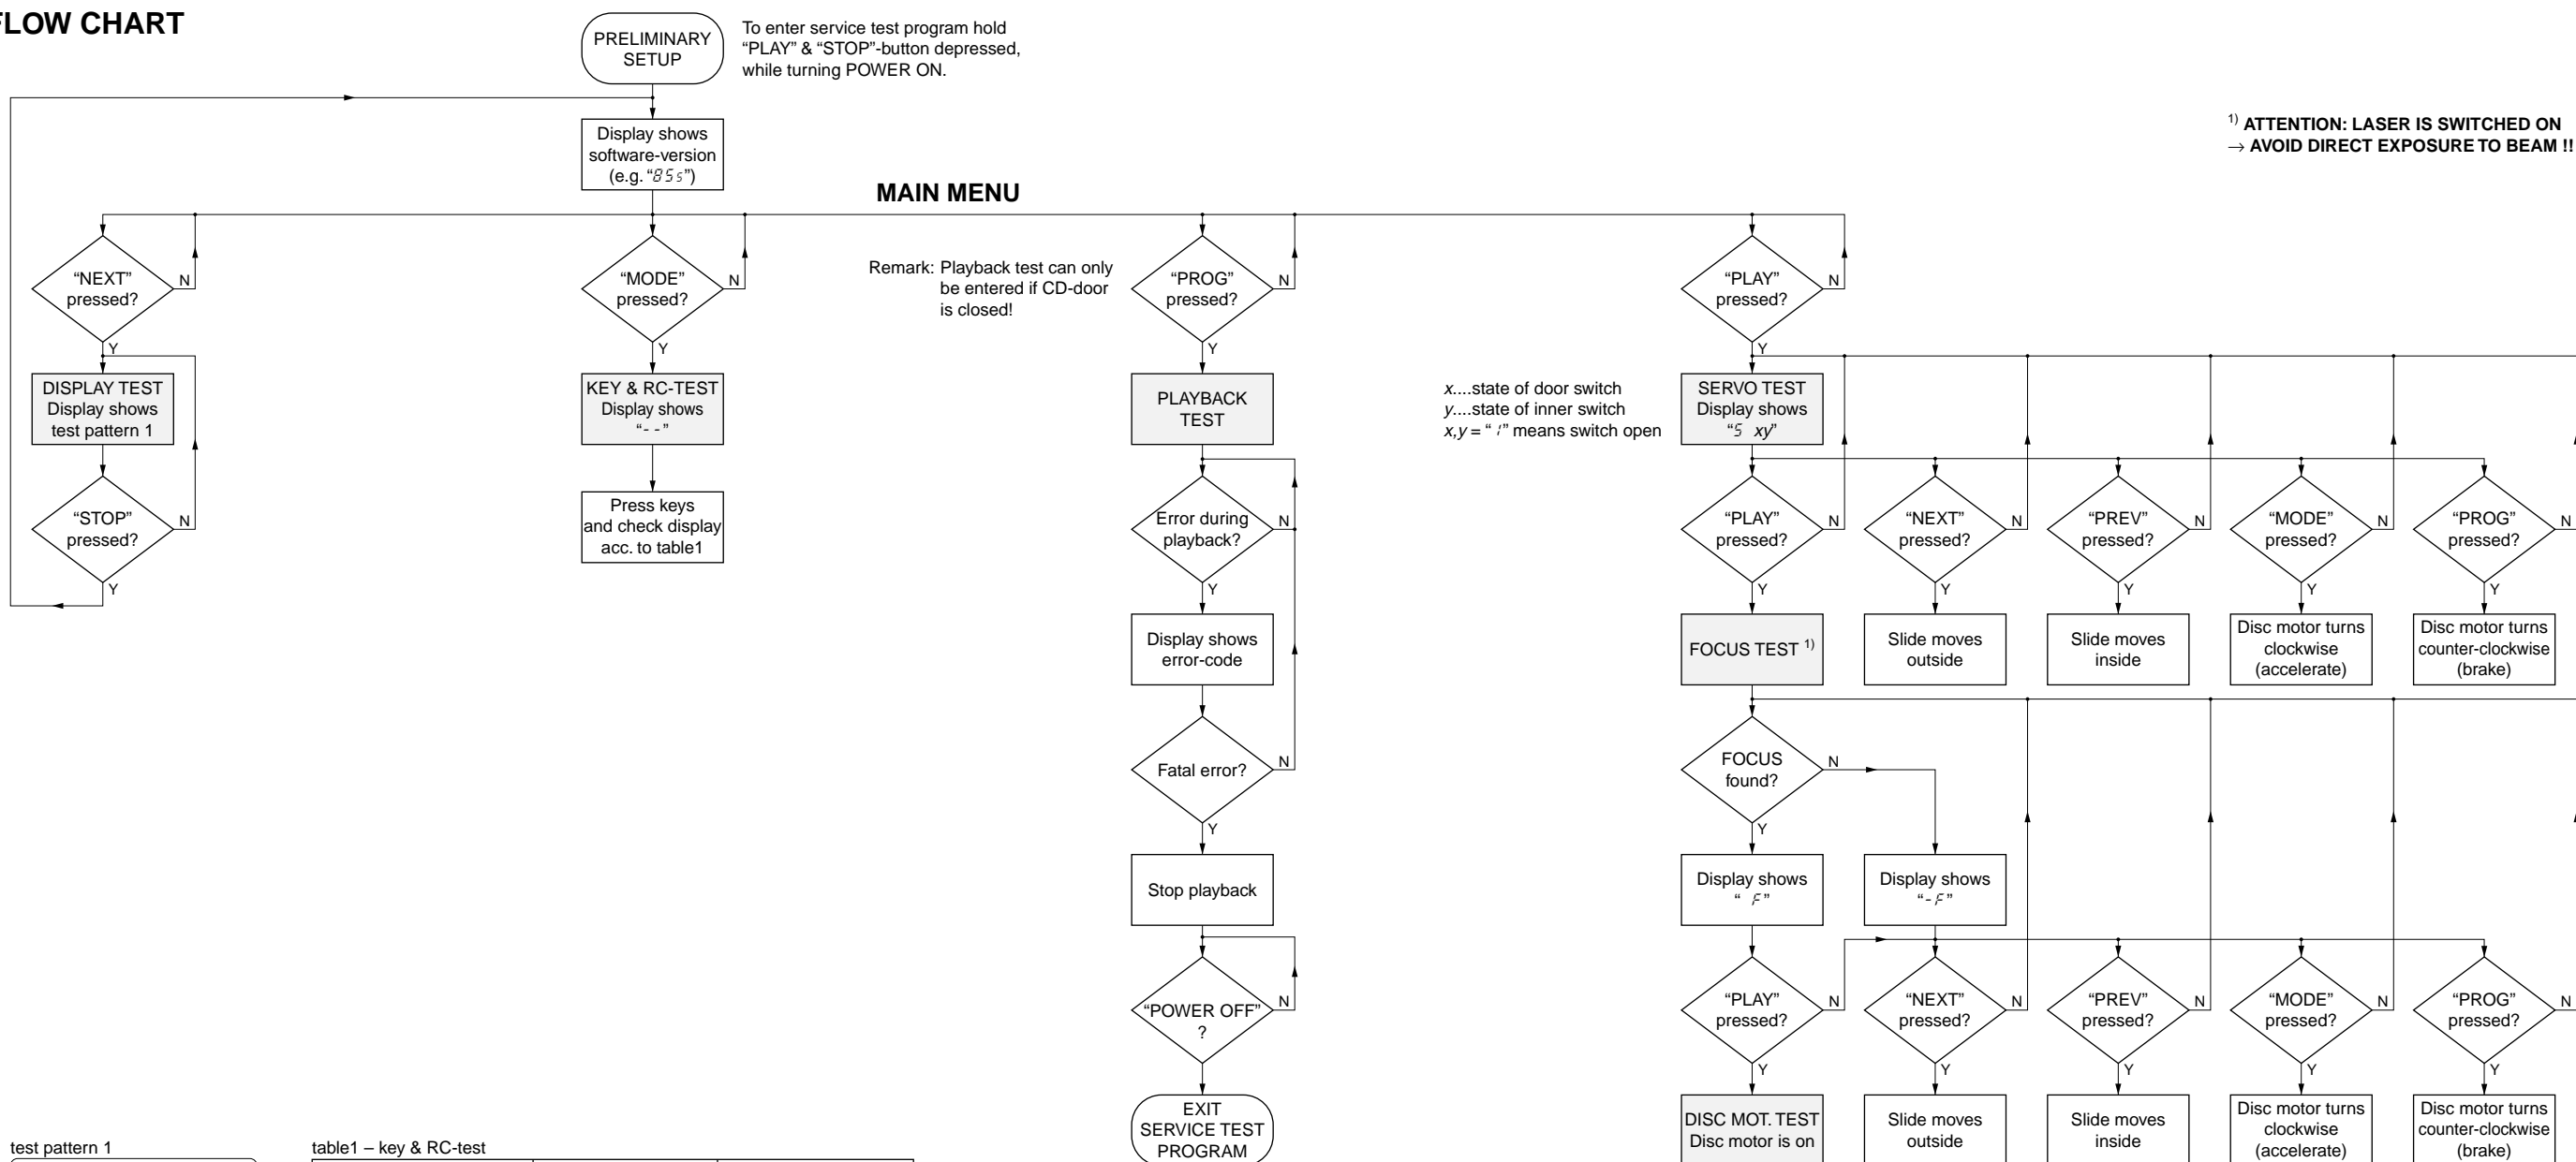 FLOW CHART
PRELIMINARY
SETUP
To enter service test program hold
“PLAY” & “STOP”-button depressed,
while turning POWER ON.
1) ATTENTION: LASER IS SWITCHED ON
→ AVOID DIRECT EXPOSURE TO BEAM !!
Display shows
software-version
(e.g. “85s”)
MAIN MENU
“NEXT”
pressed?
N
Y
DISPLAY TEST
Display shows
test pattern 1
“STOP”
pressed?
N
Y
“MODE”
pressed?
N
Y
KEY & RC-TEST
Display shows
“- -”
Press keys
and check display
acc. to table1
Remark: Playback test can only
be entered if CD-door
is closed!
“PROG”
pressed?
N
Y
PLAYBACK
TEST
Error during
playback?
N
Y
Display shows
error-code
Fatal error?
N
Y
Stop playback
“POWER OFF”
?
N
Y
EXIT
SERVICE TEST
PROGRAM
“PLAY”
pressed?
N
Y
x....state of door switch
y....state of inner switch
x,y = “ 1” means switch open
SERVO TEST
Display shows
“S xy”
“PLAY”
pressed?
N
Y
“NEXT”
pressed?
N
Y
“PREV”
pressed?
N
Y
“MODE”
pressed?
N
Y
“PROG”
pressed?
N
Y
FOCUS TEST 1)
Slide moves
outside
Slide moves
inside
Disc motor turns
clockwise
(accelerate)
Disc motor turns
counter-clockwise
(brake)
FOCUS
found?
N
Y
Display shows
“ F”
Display shows
“-F”
“PLAY”
pressed?
N
Y
“NEXT”
pressed?
N
Y
“PREV”
pressed?
N
Y
“MODE”
pressed?
N
Y
“PROG”
pressed?
N
Y
DISC MOT. TEST
Disc motor is on
Slide moves
outside
Slide moves
inside
Disc motor turns
clockwise
(accelerate)
Disc motor turns
counter-clockwise
(brake)
test pattern 1
table1 – key & RC-test